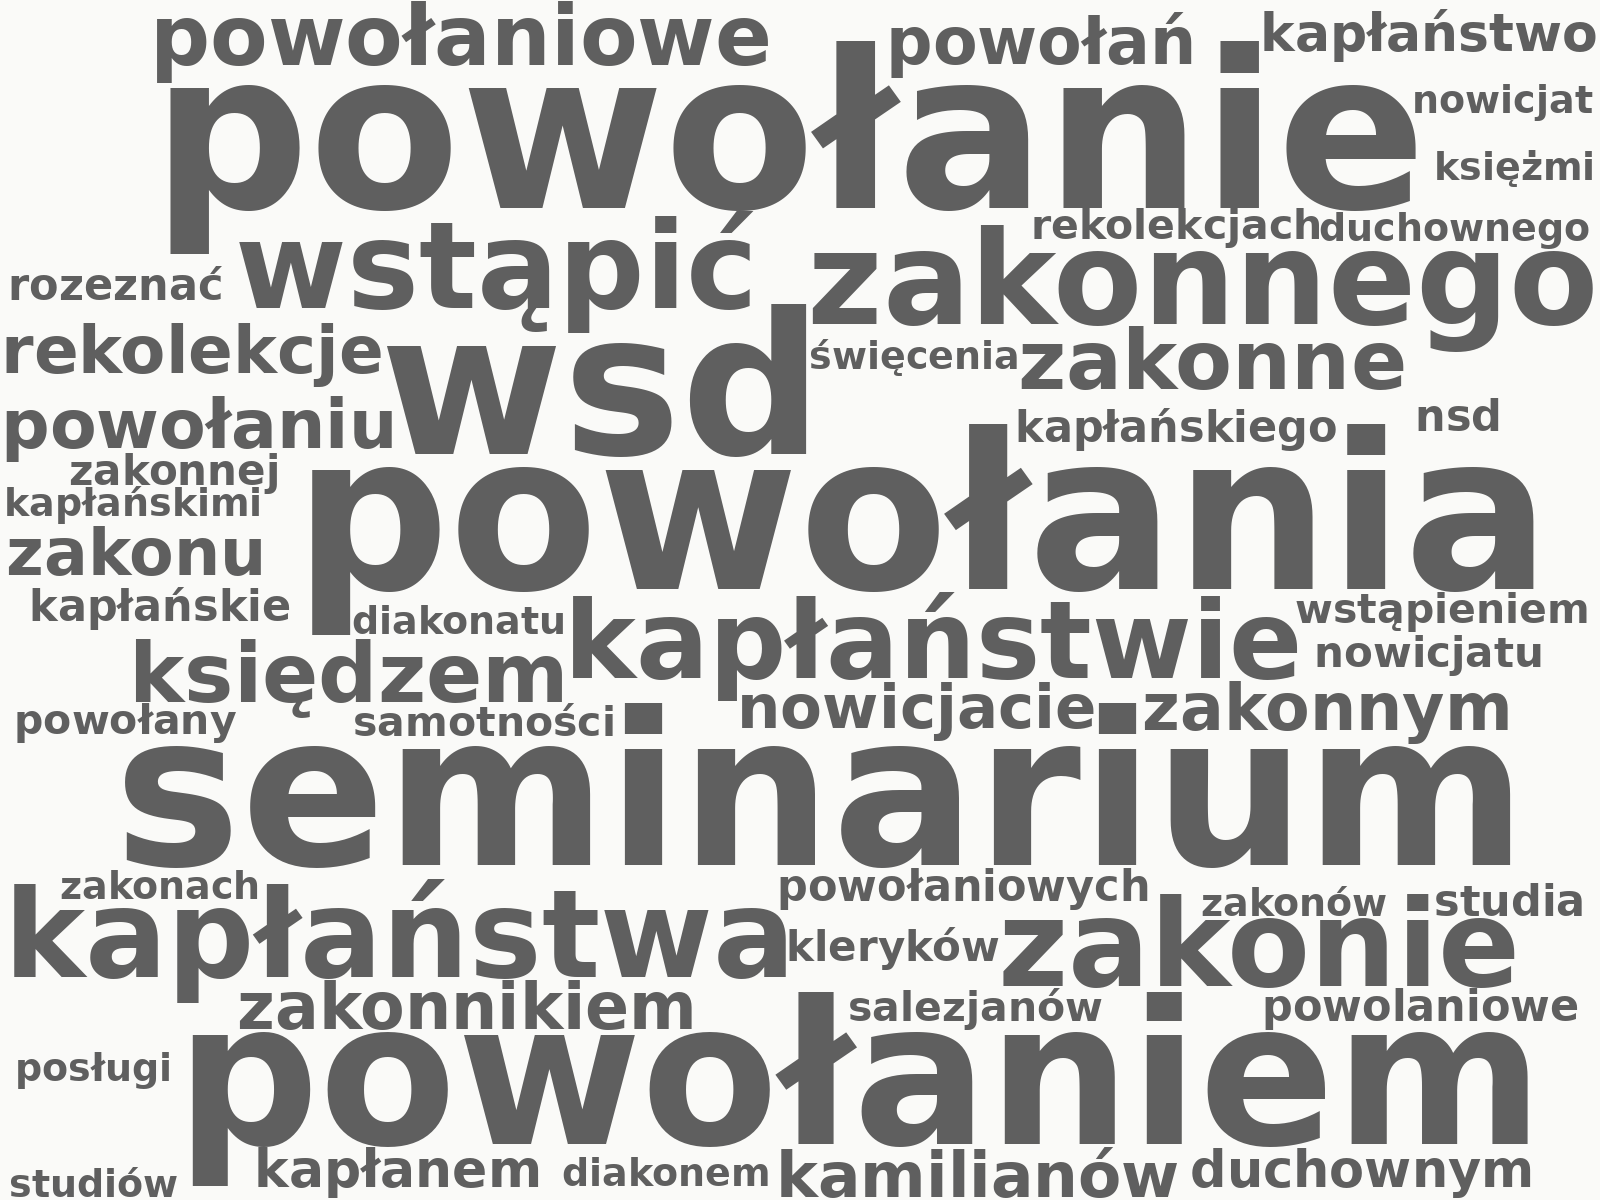 powołaniowe powołań kapłaństwo
powołanie nowicjat
księżmi
rekolekcjach duchownego
rozeznać wstąpić zakonnego
rekolekcje wsd święcenia zakonne
powołaniu kapłańskiego nsd
zakonnej
kapłańskimi powołania
zakonu
kapłańskie diakonatu kapłaństwie wstąpieniem
księdzem nowicjatu
powołany samotności nowicjacie zakonnym
seminarium
zakonach powołaniowych zakonów studia
kapłaństwa kleryków zakonie
zakonnikiem salezjanów powolaniowe
posługi powołaniem
studiów kapłanem diakonem kamilianów duchownym